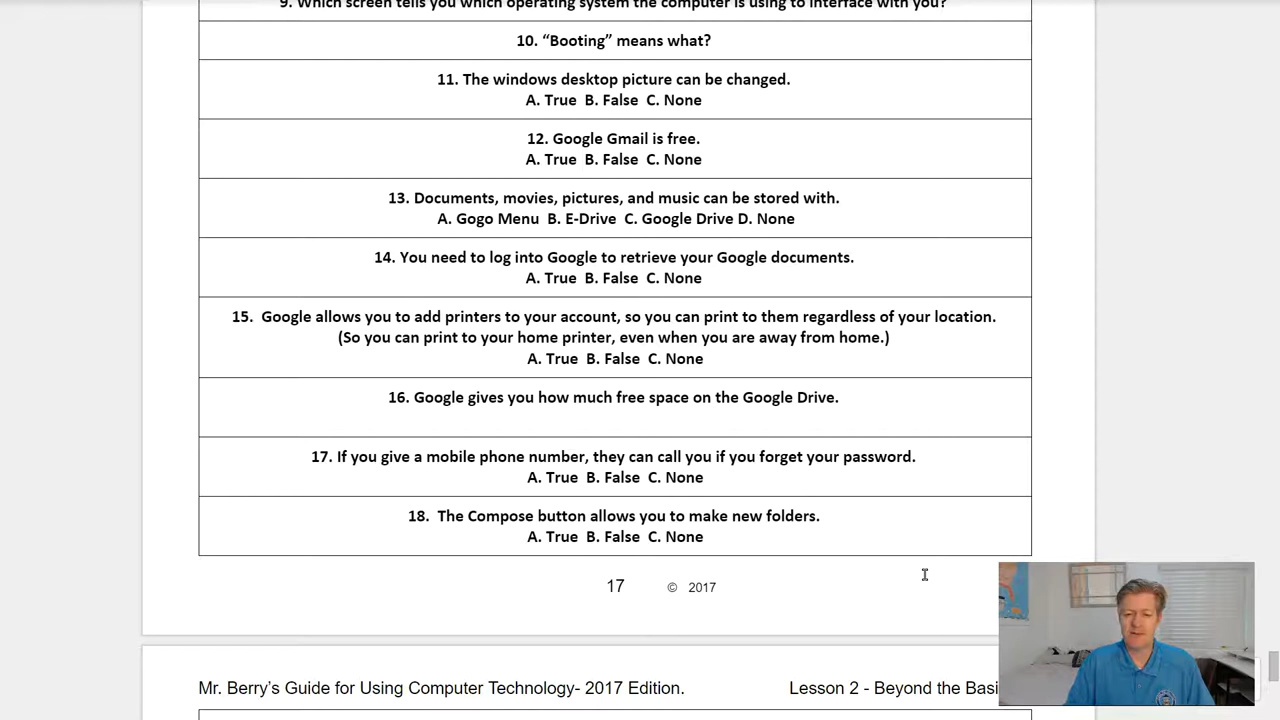 9. Which screen tells you which operating system the computer is using to interface with you?
10. “Booting” means what?
11. The windows desktop picture can be changed.
A. True  B. False  C. None
12. Google Gmail is free.
A. True  B. False  C. None
13. Documents, movies, pictures, and music can be stored with.
A. Gogo Menu  B. E-Drive  C. Google Drive D. None
14. You need to log into Google to retrieve your Google documents.
A. True  B. False  C. None
15.  Google allows you to add printers to your account, so you can print to them regardless of your location.
(So you can print to your home printer, even when you are away from home.)
A. True  B. False  C. None
16. Google gives you how much free space on the Google Drive.
17. If you give a mobile phone number, they can call you if you forget your password.
A. True  B. False  C. None
18.  The Compose button allows you to make new folders.
A. True  B. False  C. None
17 © 2017
Mr. Berry’s Guide for Using Computer Technology- 2017 Edition. Lesson 2 - Beyond the Basi